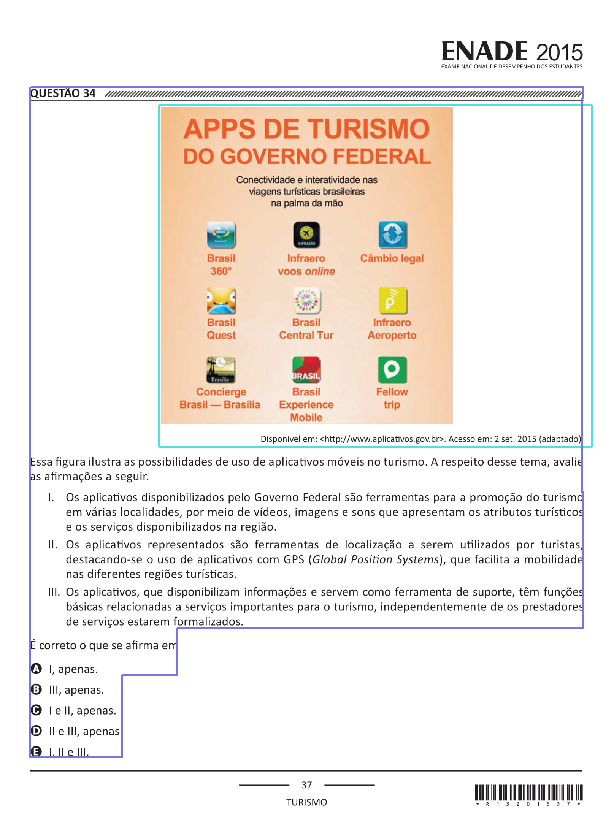 ENADE 2015
EXAME NACIONAL DE DESEMPENHO DOS ESTUDANTES
QUESTÃO 34
APPS DE TURISMO
DO GOVERNO FEDERAL
Conectividade e interatividade nas
viagens turísticas brasileiras
na palma da mão
Brasil
360°
INFRAERO
Infraero
voos online
Câmbio legal
Brasil
Quest
Brasil
Central Tur
Infraero
Aeroperto
Brasília
Concierge
Brasil — Brasília
BRASIL
Brasil
Experience
Mobile
Fellow
trip
Disponível em: <http://www.aplicativos.gov.br>. Acesso em: 2 set. 2015 (adaptado)
Essa figura ilustra as possibilidades de uso de aplicativos móveis no turismo. A respeito desse tema, avalie
as afirmações a seguir.
I. Os aplicativos disponibilizados pelo Governo Federal são ferramentas para a promoção do turismo
em várias localidades, por meio de vídeos, imagens e sons que apresentam os atributos turísticos
e os serviços disponibilizados na região.
II. Os aplicativos representados são ferramentas de localização a serem utilizados por turistas,
destacando-se o uso de aplicativos com GPS (Global Position Systems), que facilita a mobilidade
nas diferentes regiões turísticas.
III. Os aplicativos, que disponibilizam informações e servem como ferramenta de suporte, têm funções
básicas relacionadas a serviços importantes para o turismo, independentemente de os prestadores
de serviços estarem formalizados.
É correto o que se afirma em
A I, apenas.
B III, apenas.
C I e II, apenas.
D II e III, apenas
E I, II e III.
37
TURISMO
*R1320153 7*